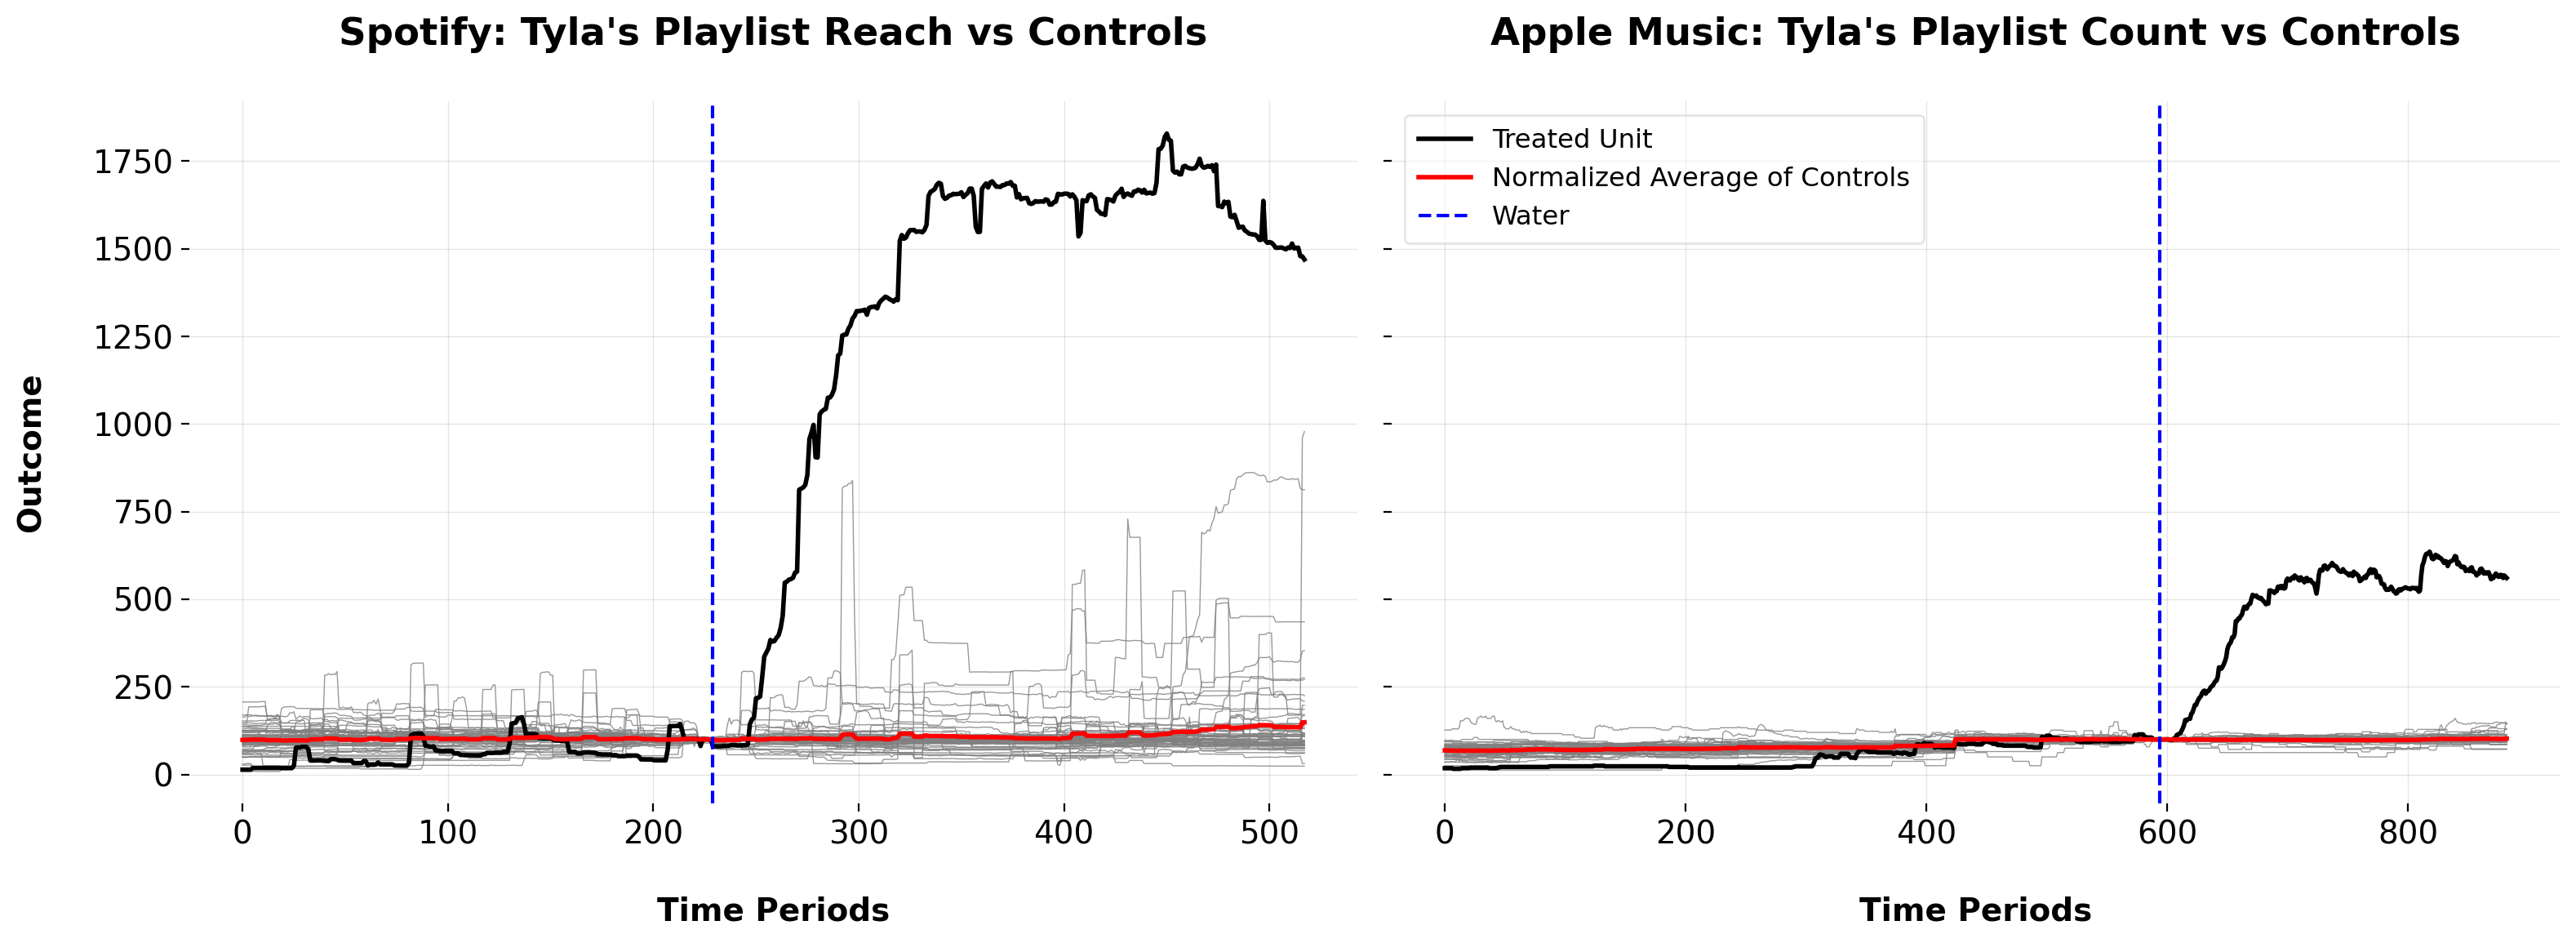 Spotify: Tyla's Playlist Reach vs Controls
Outcome
1750
1500
1250
1000
750
500
250
0
0 100 200 300 400 500
Time Periods
Apple Music: Tyla's Playlist Count vs Controls
Treated Unit
Normalized Average of Controls
Water
0 200 400 600 800
Time Periods